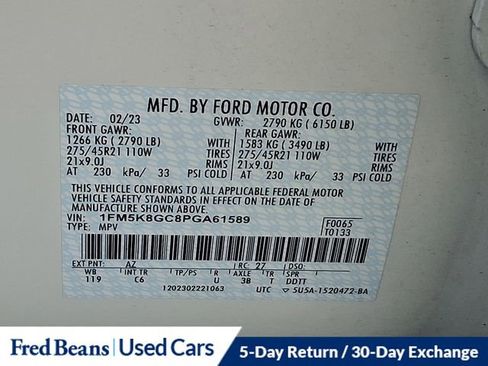 MFD. BY FORD MOTOR CO.
DATE: 02/23 GVWR: 2790 KG ( 6150 LB)
FRONT GAWR: REAR GAWR:
1266 KG ( 2790 LB) 1583 KG ( 3490 LB)
275/45R21 110W TIRES 275/45R21 110W TIRES
21x9.0J RIMS 21x9.0J RIMS
AT 230 kPa/ 33 PSI COLD AT 230 kPa/ 33 PSI COLD
THIS VEHICLE CONFORMS TO ALL APPLICABLE FEDERAL MOTOR
VEHICLE SAFETY STANDARDS IN EFFECT ON THE DATE OF
MANUFACTURE SHOWN ABOVE.
VIN: 1FM5K8GC8PGA61589 F0065
TYPE: MPV T0133
EXT PNT: AZ RC: 27 DSO:
WB INT TR TP/PS R AXLE TR SPR
119 C6 U 3B T DDTT
1202302221063 UTC 5U5A-1520472-BA
Fred Beans Used Cars 5-Day Return / 30-Day Exchange